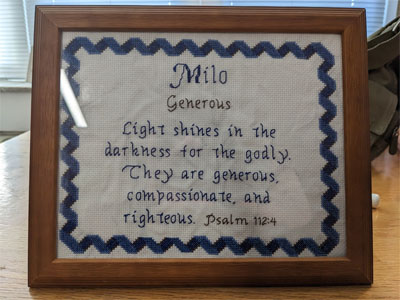 Milo
Generous
Light shines in the
darkness for the godly.
They are generous,
compassionate, and
righteous. Psalm 112:4